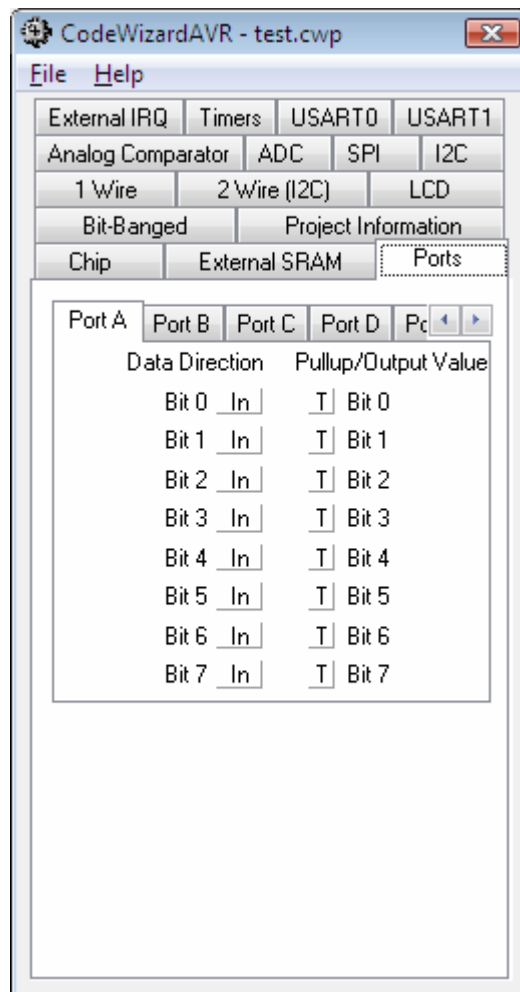 CodeWizardAVR - test.cwp
File Help
External IRQ Timers USART0 USART1
Analog Comparator ADC SPI I2C
1 Wire 2 Wire (I2C) LCD
Bit-Banged Project Information
Chip External SRAM Ports
Port A Port B Port C Port D
Data Direction Pullup/Output Value
Bit 0 In T Bit 0
Bit 1 In T Bit 1
Bit 2 In T Bit 2
Bit 3 In T Bit 3
Bit 4 In T Bit 4
Bit 5 In T Bit 5
Bit 6 In T Bit 6
Bit 7 In T Bit 7